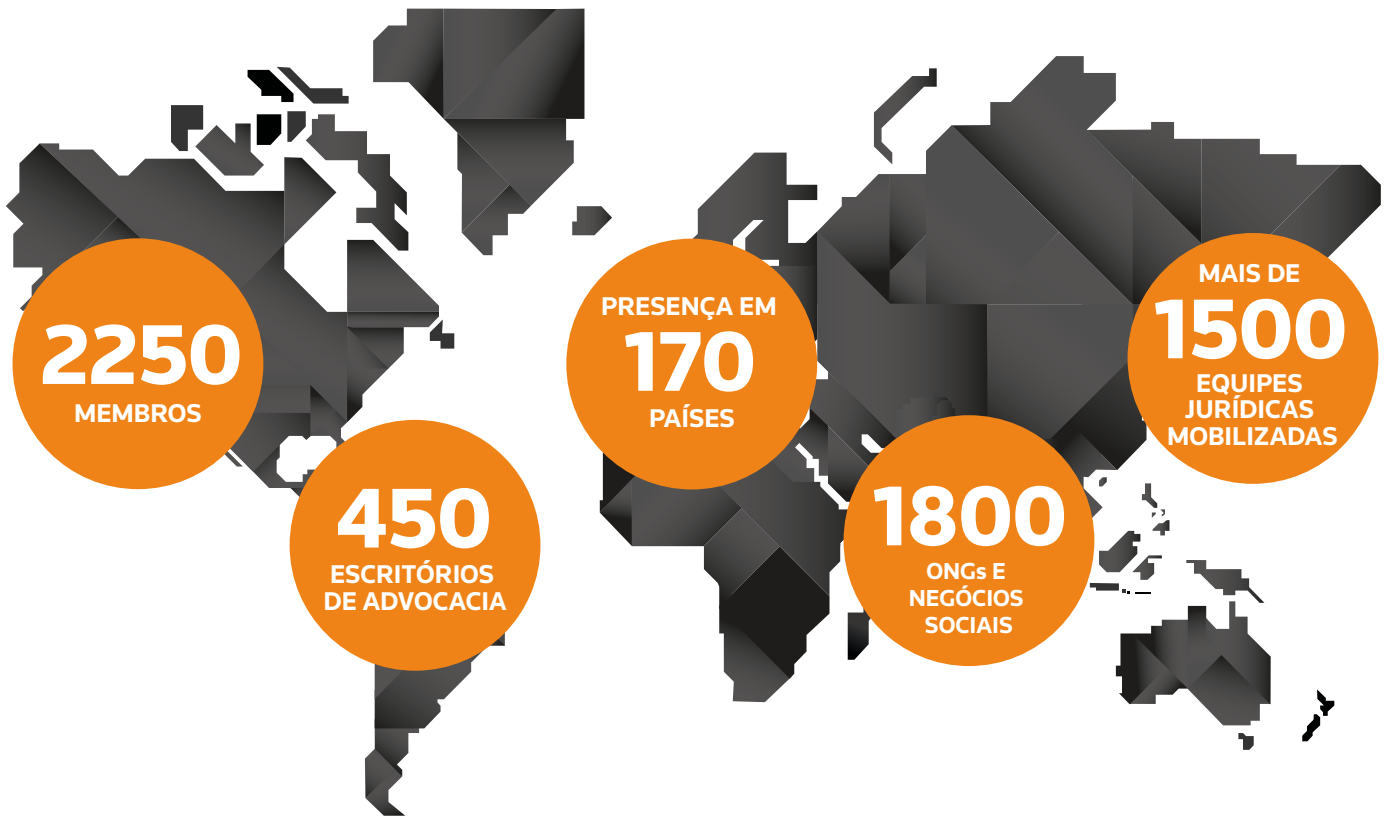 2250
MEMBROS
450
ESCRITÓRIOS
DE ADVOCACIA
PRESENÇA EM
170
PAÍSES
1800
ONGs E
NEGÓCIOS
SOCIAIS
MAIS DE
1500
EQUIPES
JURÍDICAS
MOBILIZADAS